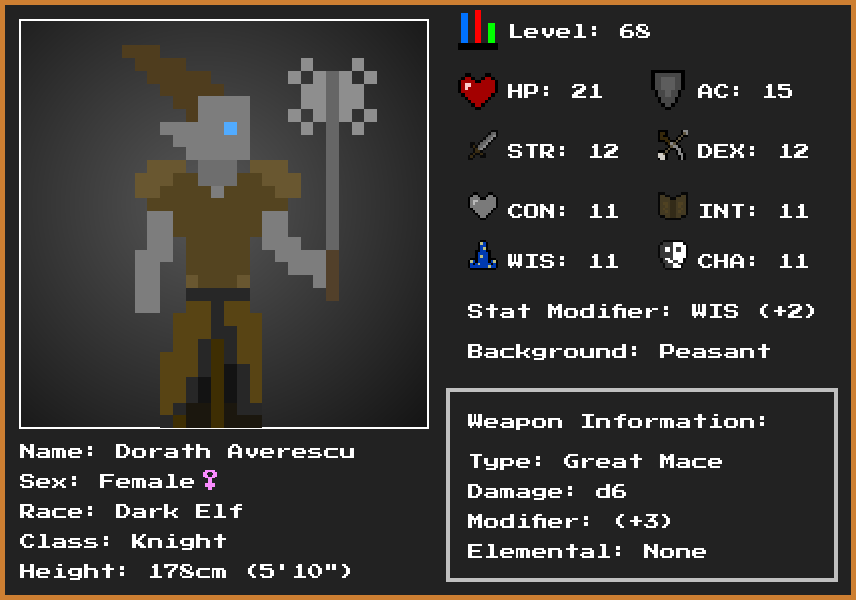 Level: 68
HP: 21
AC: 15
STR: 12
DEX: 12
CON: 11
INT: 11
WIS: 11
CHA: 11
Stat Modifier: WIS (+2)
Background: Peasant
Weapon Information:
Type: Great Mace
Damage: d6
Modifier: (+3)
Elemental: None
Name: Dorath Averescu
Sex: Female♀
Race: Dark Elf
Class: Knight
Height: 178cm (5'10")